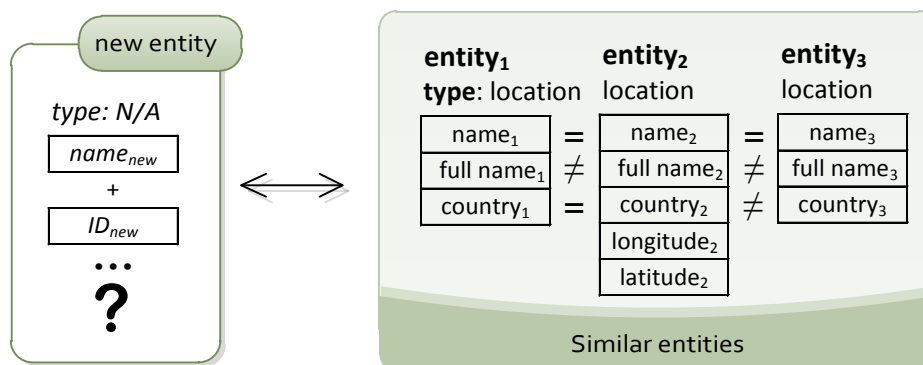 new entity
type: N/A
name_new
+
ID_new
...
?
entity₁ entity₂ entity₃
type: location location location
name₁ = name₂ = name₃
full name₁ ≠ full name₂ ≠ full name₃
country₁ = country₂ ≠ country₃
longitude₂
latitude₂
Similar entities